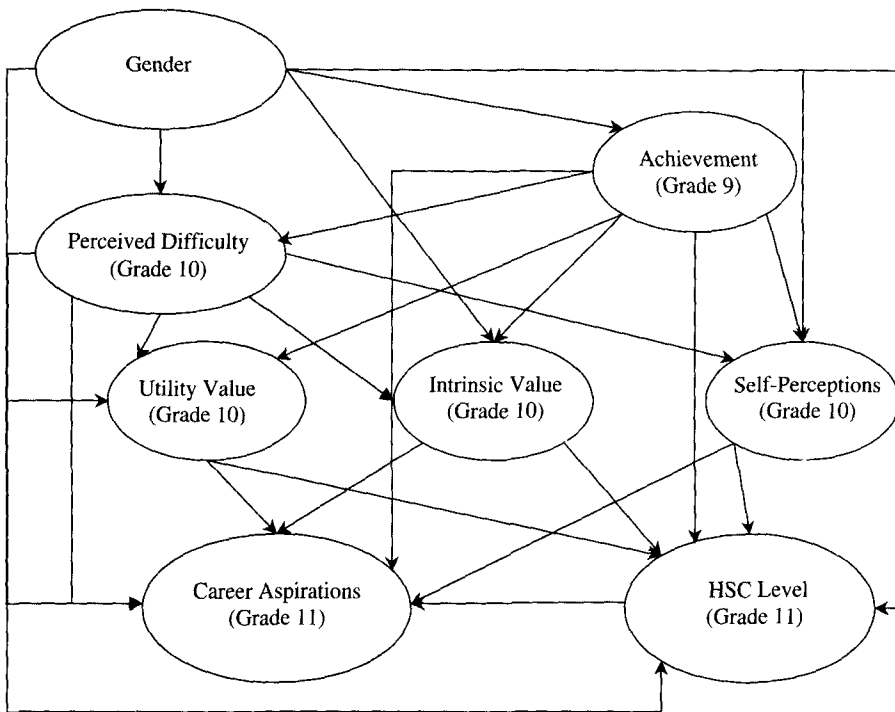 Gender
Achievement
(Grade 9)
Perceived Difficulty
(Grade 10)
Utility Value
(Grade 10)
Intrinsic Value
(Grade 10)
Self-Perceptions
(Grade 10)
Career Aspirations
(Grade 11)
HSC Level
(Grade 11)